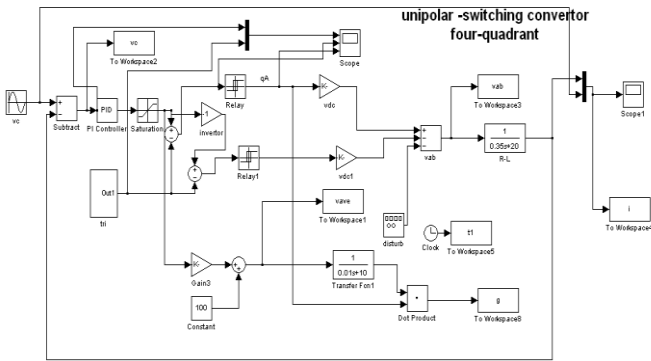 unipolar -switching convertor
four-quadrant
vc
To Workspace2
Scope
qA
Relay
-K-
vdc
vab
To Workspace3
Scope1
vc
+
-
Subtract
PID
PI Controller
Saturation
-1
invertor
+
-
+
-
+
-
-
vab
1
0.35s+20
R-L
Relay1
-K-
vdc1
Out1
tri
vave
To Workspace1
disturb
Clock
t1
To Workspace5
i
To Workspace4
-K-
Gain3
+
+
1
0.01s+10
Transfer Fcn1
100
Constant
Dot Product
g
To Workspace8